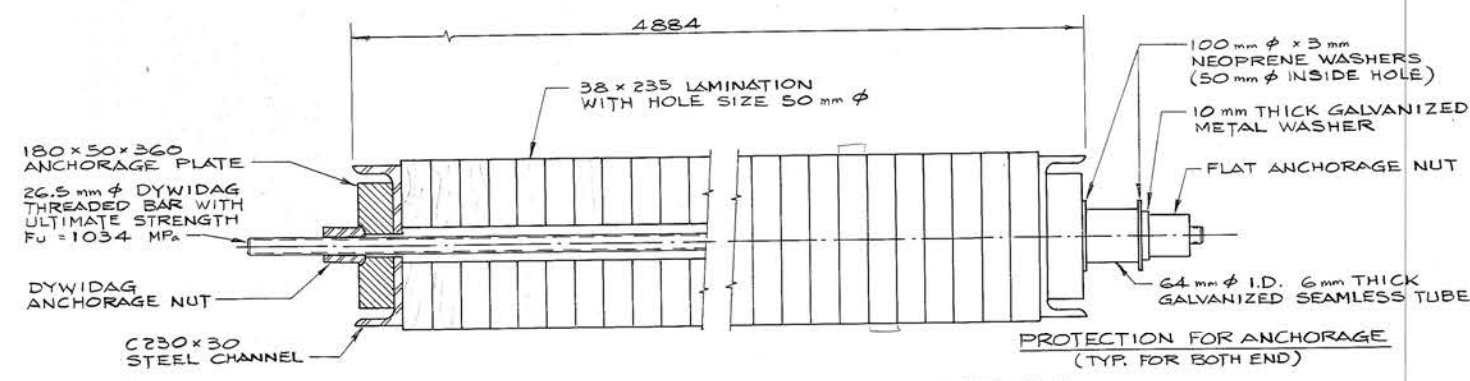 4884
38 x 235 LAMINATION
WITH HOLE SIZE 50 mm ϕ
100 mm ϕ x 3 mm
NEOPRENE WASHERS
(50 mm ϕ INSIDE HOLE)
10 mm THICK GALVANIZED
METAL WASHER
FLAT ANCHORAGE NUT
180 x 50 x 360
ANCHORAGE PLATE
26.5 mm ϕ DYWIDAG
THREADED BAR WITH
ULTIMATE STRENGTH
Fu = 1034 MPa
DYWIDAG
ANCHORAGE NUT
C 230 x 30
STEEL CHANNEL
64 mm ϕ I.D. 6 mm THICK
GALVANIZED SEAMLESS TUBE
PROTECTION FOR ANCHORAGE
(TYP. FOR BOTH END)